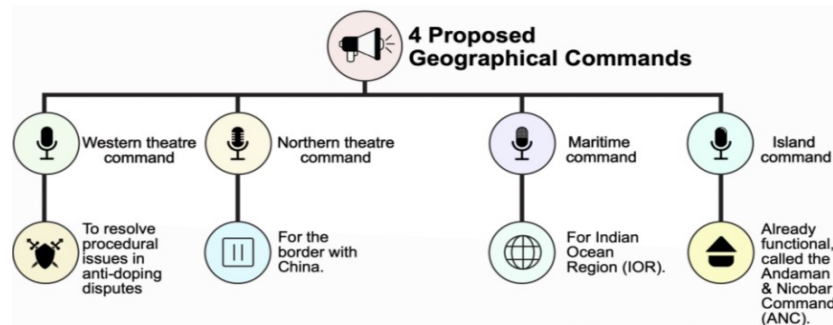 4 Proposed
Geographical Commands
Western theatre
command
Northern theatre
command
Maritime
command
Island
command
To resolve
procedural
issues in
anti-doping
disputes
For the
border with
China.
For Indian
Ocean
Region (IOR).
Already
functional,
called the
Andaman
& Nicobar
Command
(ANC).